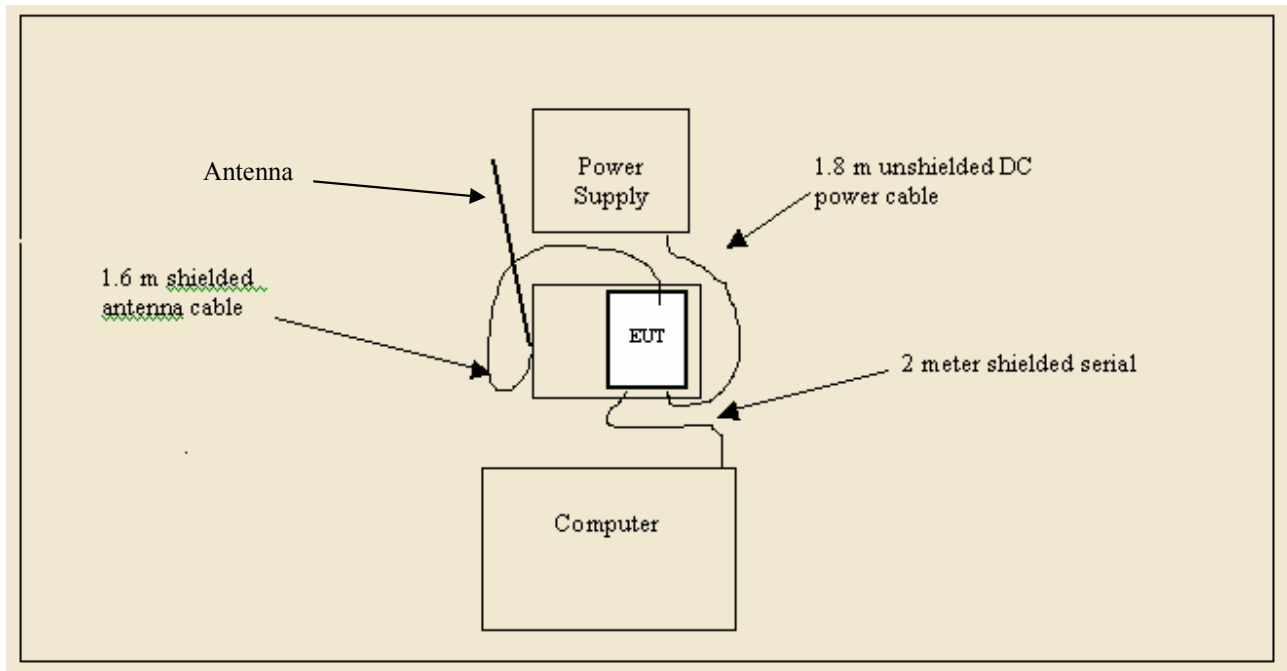 Antenna
Power
Supply
1.8 m unshielded DC
power cable
1.6 m shielded
antenna cable
EUT
2 meter shielded serial
Computer